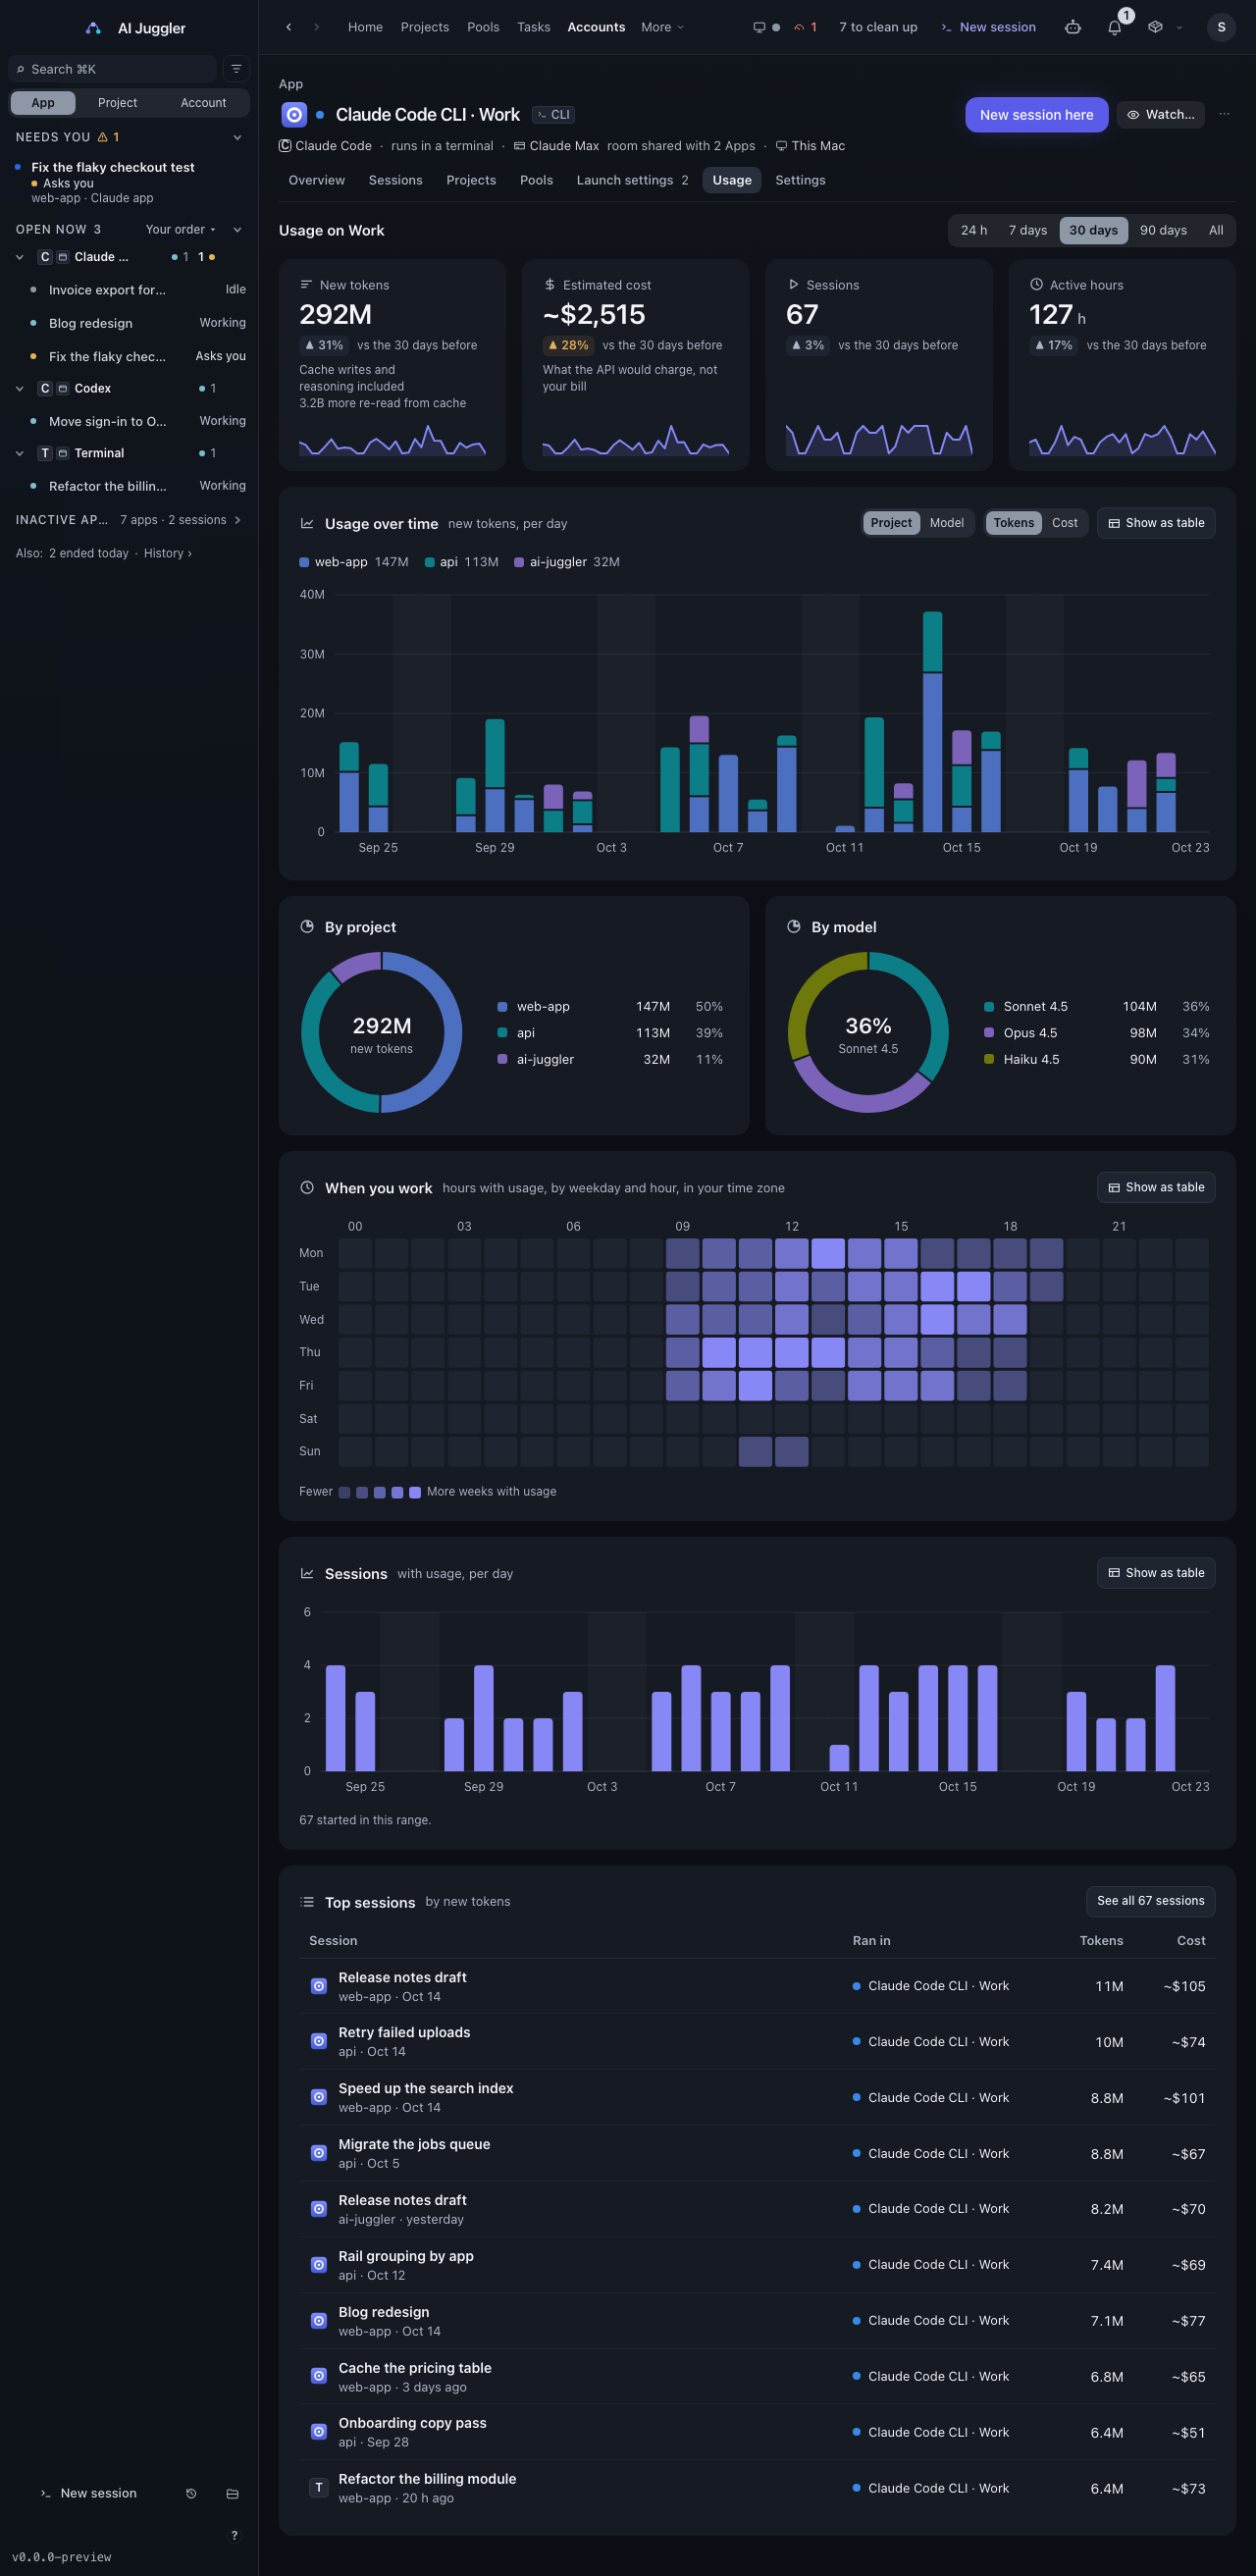 AI Juggler
Search ⌘K
App Project Account
NEEDS YOU 1
Fix the flaky checkout test
Asks you
web-app · Claude app
OPEN NOW 3 Your order
C Claude ... 1 1
Invoice export for... Idle
Blog redesign Working
Fix the flaky chec... Asks you
C Codex 1
Move sign-in to O... Working
T Terminal 1
Refactor the billin... Working
INACTIVE AP... 7 apps · 2 sessions
Also: 2 ended today · History ›
New session
?
v0.0.0-preview
Home Projects Pools Tasks Accounts More 1 7 to clean up New session 1 S
App
Claude Code CLI · Work CLI
New session here Watch... ...
C Claude Code · runs in a terminal · Claude Max room shared with 2 Apps · This Mac
Overview Sessions Projects Pools Launch settings 2 Usage Settings
Usage on Work
24 h 7 days 30 days 90 days All
New tokens
292M
31% vs the 30 days before
Cache writes and
reasoning included
3.2B more re-read from cache
Estimated cost
~$2,515
28% vs the 30 days before
What the API would charge, not
your bill
Sessions
67
3% vs the 30 days before
Active hours
127 h
17% vs the 30 days before
Usage over time new tokens, per day
Project Model Tokens Cost Show as table
web-app 147M api 113M ai-juggler 32M
40M
30M
20M
10M
0
Sep 25 Sep 29 Oct 3 Oct 7 Oct 11 Oct 15 Oct 19 Oct 23
By project
292M
new tokens
web-app 147M 50%
api 113M 39%
ai-juggler 32M 11%
By model
36%
Sonnet 4.5
Sonnet 4.5 104M 36%
Opus 4.5 98M 34%
Haiku 4.5 90M 31%
When you work hours with usage, by weekday and hour, in your time zone Show as table
00 03 06 09 12 15 18 21
Mon
Tue
Wed
Thu
Fri
Sat
Sun
Fewer More weeks with usage
Sessions with usage, per day Show as table
6
4
2
0
Sep 25 Sep 29 Oct 3 Oct 7 Oct 11 Oct 15 Oct 19 Oct 23
67 started in this range.
Top sessions by new tokens See all 67 sessions
Session Ran in Tokens Cost
Release notes draft
web-app · Oct 14
Claude Code CLI · Work 11M ~$105
Retry failed uploads
api · Oct 14
Claude Code CLI · Work 10M ~$74
Speed up the search index
web-app · Oct 14
Claude Code CLI · Work 8.8M ~$101
Migrate the jobs queue
api · Oct 5
Claude Code CLI · Work 8.8M ~$67
Release notes draft
ai-juggler · yesterday
Claude Code CLI · Work 8.2M ~$70
Rail grouping by app
api · Oct 12
Claude Code CLI · Work 7.4M ~$69
Blog redesign
web-app · Oct 14
Claude Code CLI · Work 7.1M ~$77
Cache the pricing table
web-app · 3 days ago
Claude Code CLI · Work 6.8M ~$65
Onboarding copy pass
api · Sep 28
Claude Code CLI · Work 6.4M ~$51
T Refactor the billing module
web-app · 20 h ago
Claude Code CLI · Work 6.4M ~$73